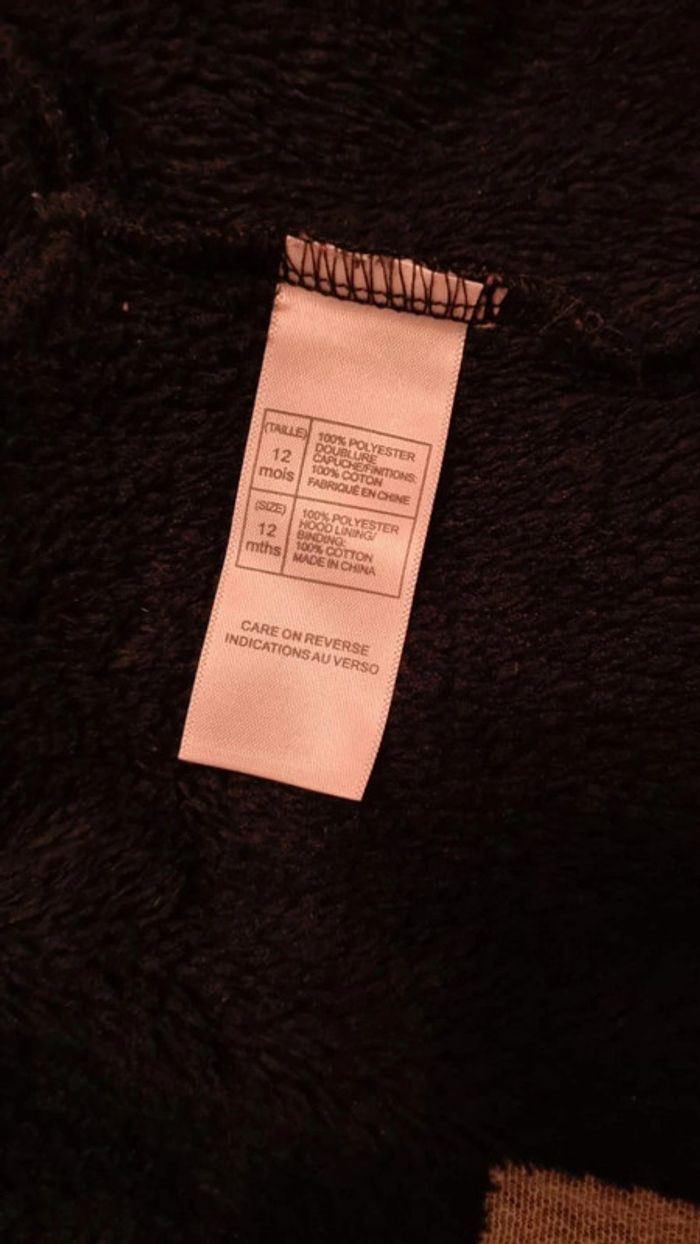 (TAILLE)
12
mois
100% POLYESTER
DOUBLURE
CAPUCHE/FINITIONS:
100% COTON
FABRIQUÉ EN CHINE
(SIZE)
12
mths
100% POLYESTER
HOOD LINING/
BINDING:
100% COTTON
MADE IN CHINA
CARE ON REVERSE
INDICATIONS AU VERSO